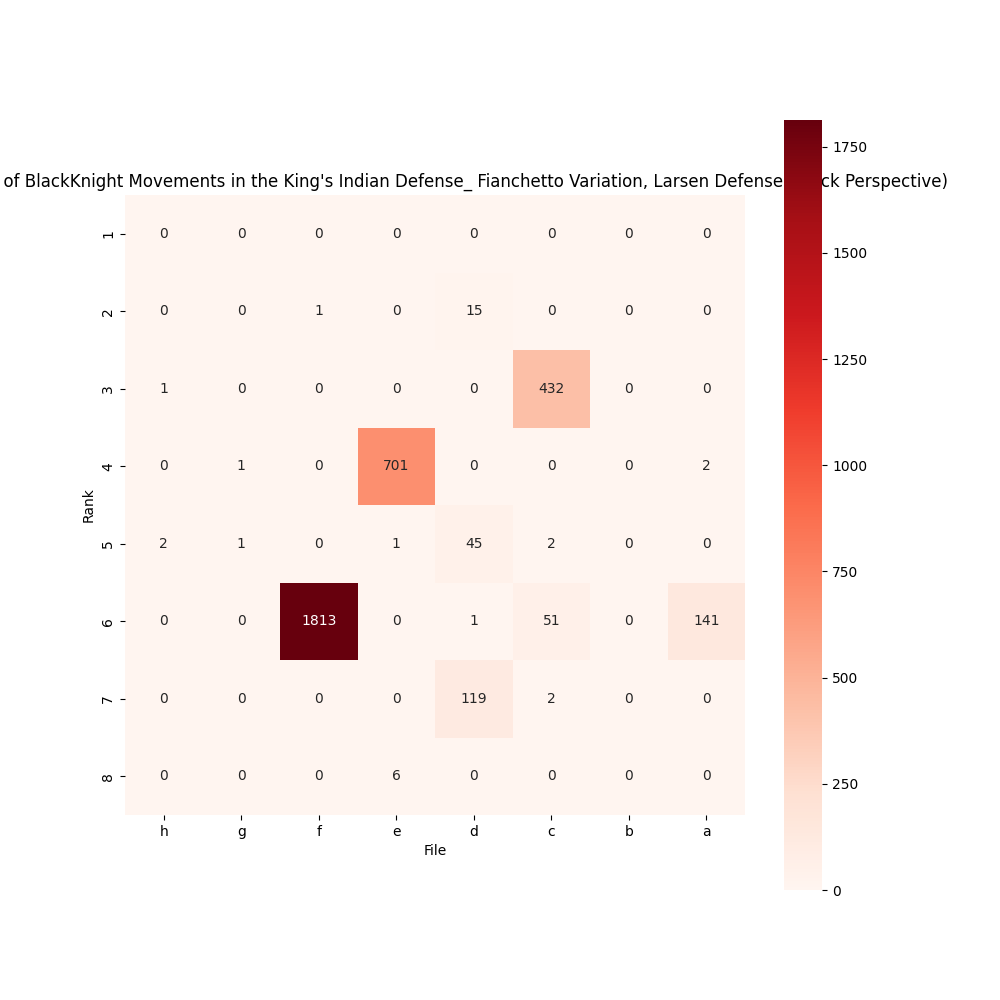 1750
of BlackKnight Movements in the King's Indian Defense_ Fianchetto Variation, Larsen Defense ck Perspective)
1 0 0 0 0 0 0 0 0
1500
2 0 0 1 0 15 0 0 0
3 1 0 0 0 0 432 0 0
1250
4 0 1 0 701 0 0 0 2
1000
Rank
5 2 1 0 1 45 2 0 0
750
6 0 0 1813 0 1 51 0 141
500
7 0 0 0 0 119 2 0 0
8 0 0 0 6 0 0 0 0
250
h g f e d c b a
File
0